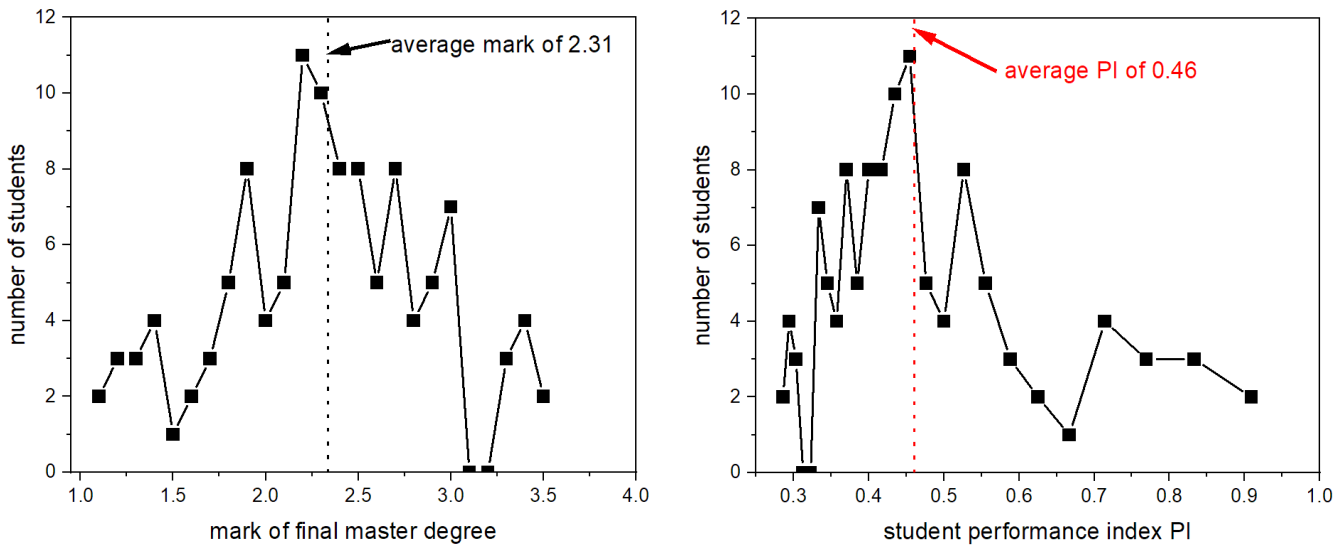 number of students
12
10
8
6
4
2
0
average mark of 2.31
1.0 1.5 2.0 2.5 3.0 3.5 4.0
mark of final master degree
number of students
12
10
8
6
4
2
0
average PI of 0.46
0.3 0.4 0.5 0.6 0.7 0.8 0.9 1.0
student performance index PI